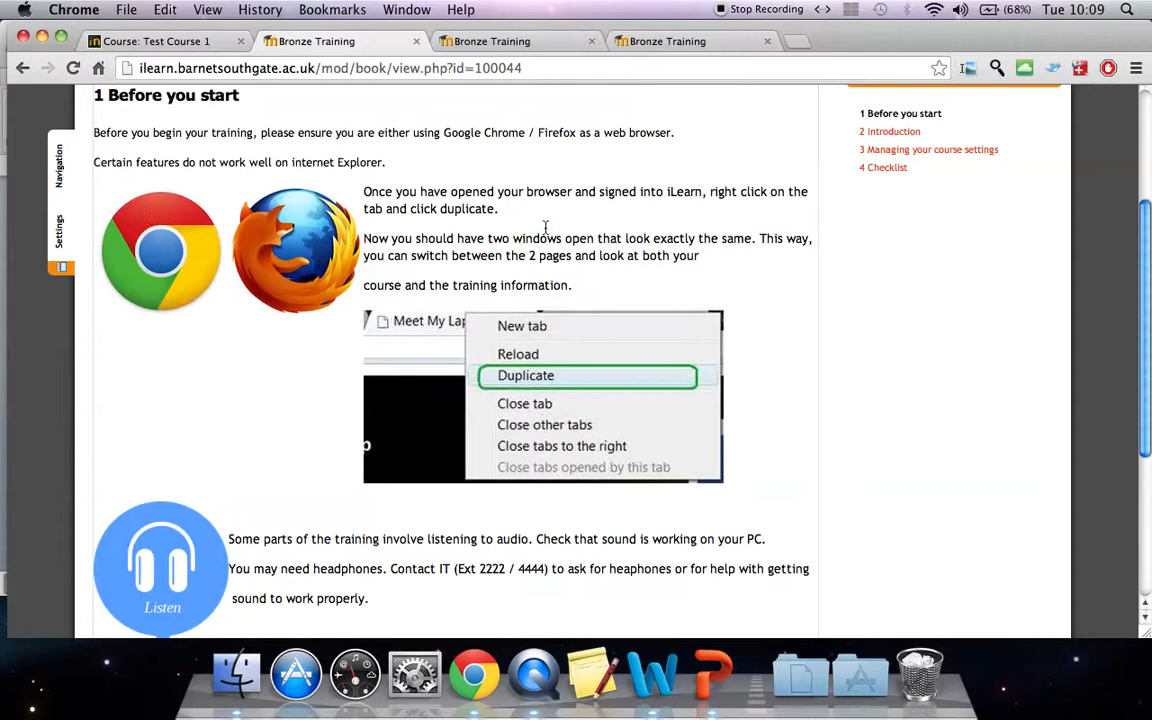 Chrome File Edit View History Bookmarks Window Help Stop Recording (68%) Tue 10:09
Course: Test Course 1 Bronze Training Bronze Training Bronze Training
ilearn.barnetsouthgate.ac.uk/mod/book/view.php?id=100044
1 Before you start
Before you begin your training, please ensure you are either using Google Chrome / Firefox as a web browser.
Certain features do not work well on internet Explorer.
Once you have opened your browser and signed into iLearn, right click on the
tab and click duplicate.
Now you should have two windows open that look exactly the same. This way,
you can switch between the 2 pages and look at both your
course and the training information.
Meet My Lap
New tab
Reload
Duplicate
Close tab
Close other tabs
Close tabs to the right
Close tabs opened by this tab
p
Listen
Some parts of the training involve listening to audio. Check that sound is working on your PC.
You may need headphones. Contact IT (Ext 2222 / 4444) to ask for heaphones or for help with getting
sound to work properly.
Navigation
Settings
1 Before you start
2 Introduction
3 Managing your course settings
4 Checklist